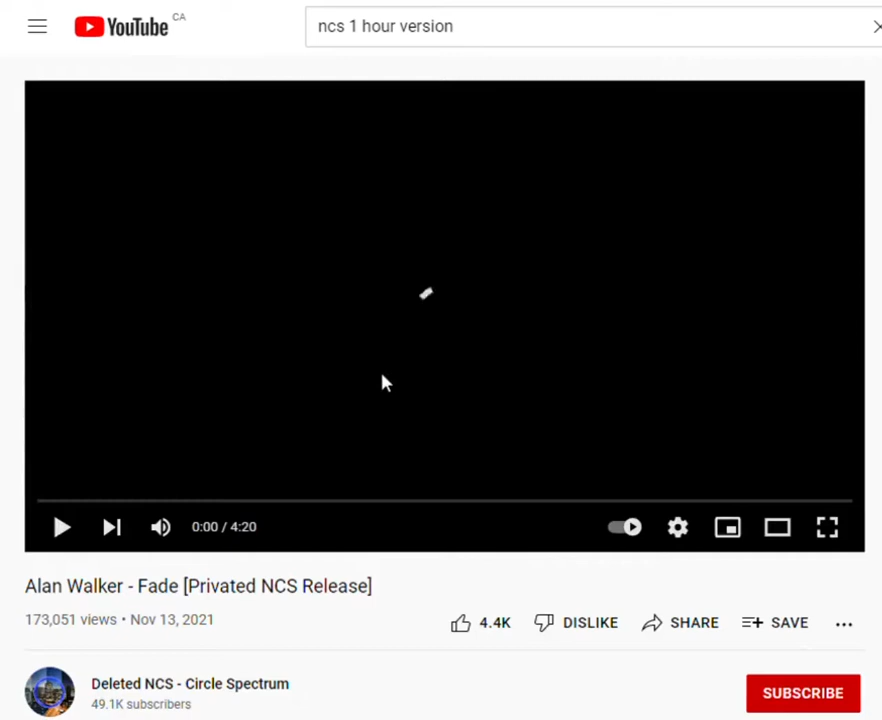 YouTube CA
ncs 1 hour version
0:00 / 4:20
Alan Walker - Fade [Privated NCS Release]
173,051 views • Nov 13, 2021
4.4K DISLIKE SHARE SAVE
Deleted NCS - Circle Spectrum
49.1K subscribers
SUBSCRIBE